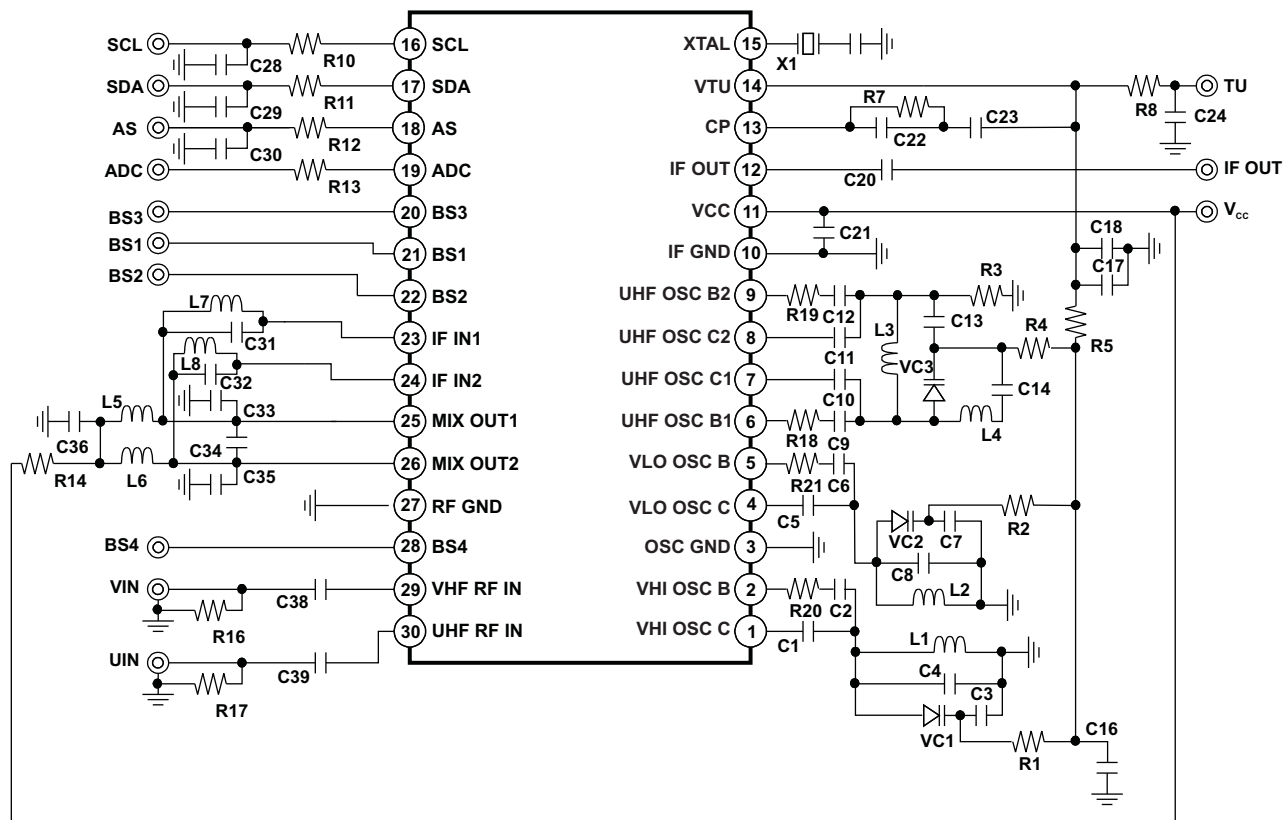 SCL
C28
R10
16
SCL
SDA
C29
R11
17
SDA
AS
C30
R12
18
AS
ADC
R13
19
ADC
BS3
20
BS3
BS1
21
BS1
BS2
22
BS2
L7
C31
23
IF IN1
L8
C32
24
IF IN2
L5
C33
C36
25
MIX OUT1
C34
R14
L6
C35
26
MIX OUT2
27
RF GND
BS4
28
BS4
VIN
R16
C38
29
VHF RF IN
UIN
R17
C39
30
UHF RF IN
XTAL
15
X1
VTU
14
R8
C24
TU
CP
13
R7
C22
C23
IF OUT
12
C20
IF OUT
VCC
11
C21
Vcc
IF GND
10
C18
C17
UHF OSC B2
9
R19
C12
L3
C13
R3
R4
R5
UHF OSC C2
8
C11
VC3
C14
UHF OSC C1
7
C10
UHF OSC B1
6
R18
C9
L4
VLO OSC B
5
R21
C6
VLO OSC C
4
C5
VC2
C7
R2
C8
L2
OSC GND
3
VHI OSC B
2
R20
C2
VHI OSC C
1
C1
L1
C4
C3
VC1
R1
C16